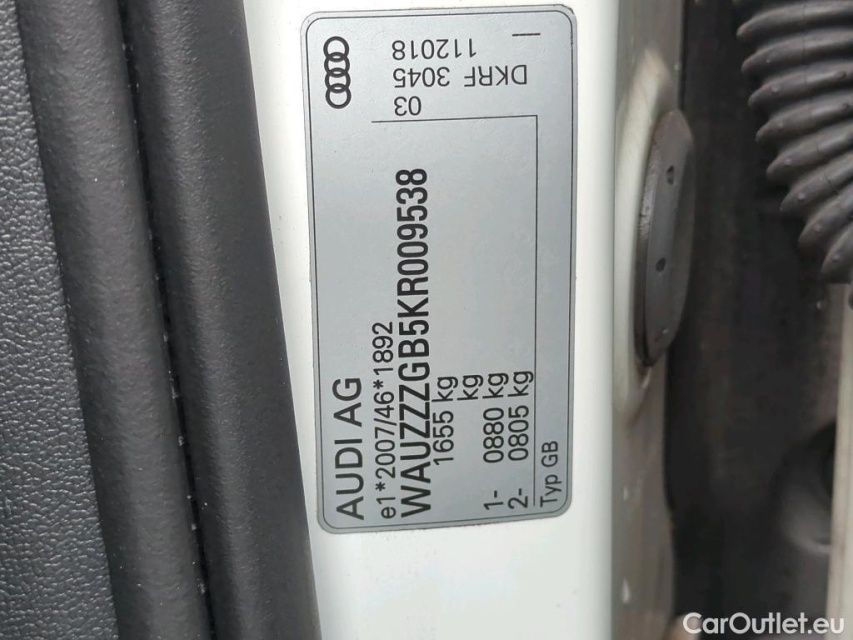 AUDI AG
e1*2007/46*1892
WAUZZZGB5KR009538
1655 kg
kg
1- 0880 kg
2- 0805 kg
Typ GB
03
DKRF 3045
112018
CarOutlet.eu